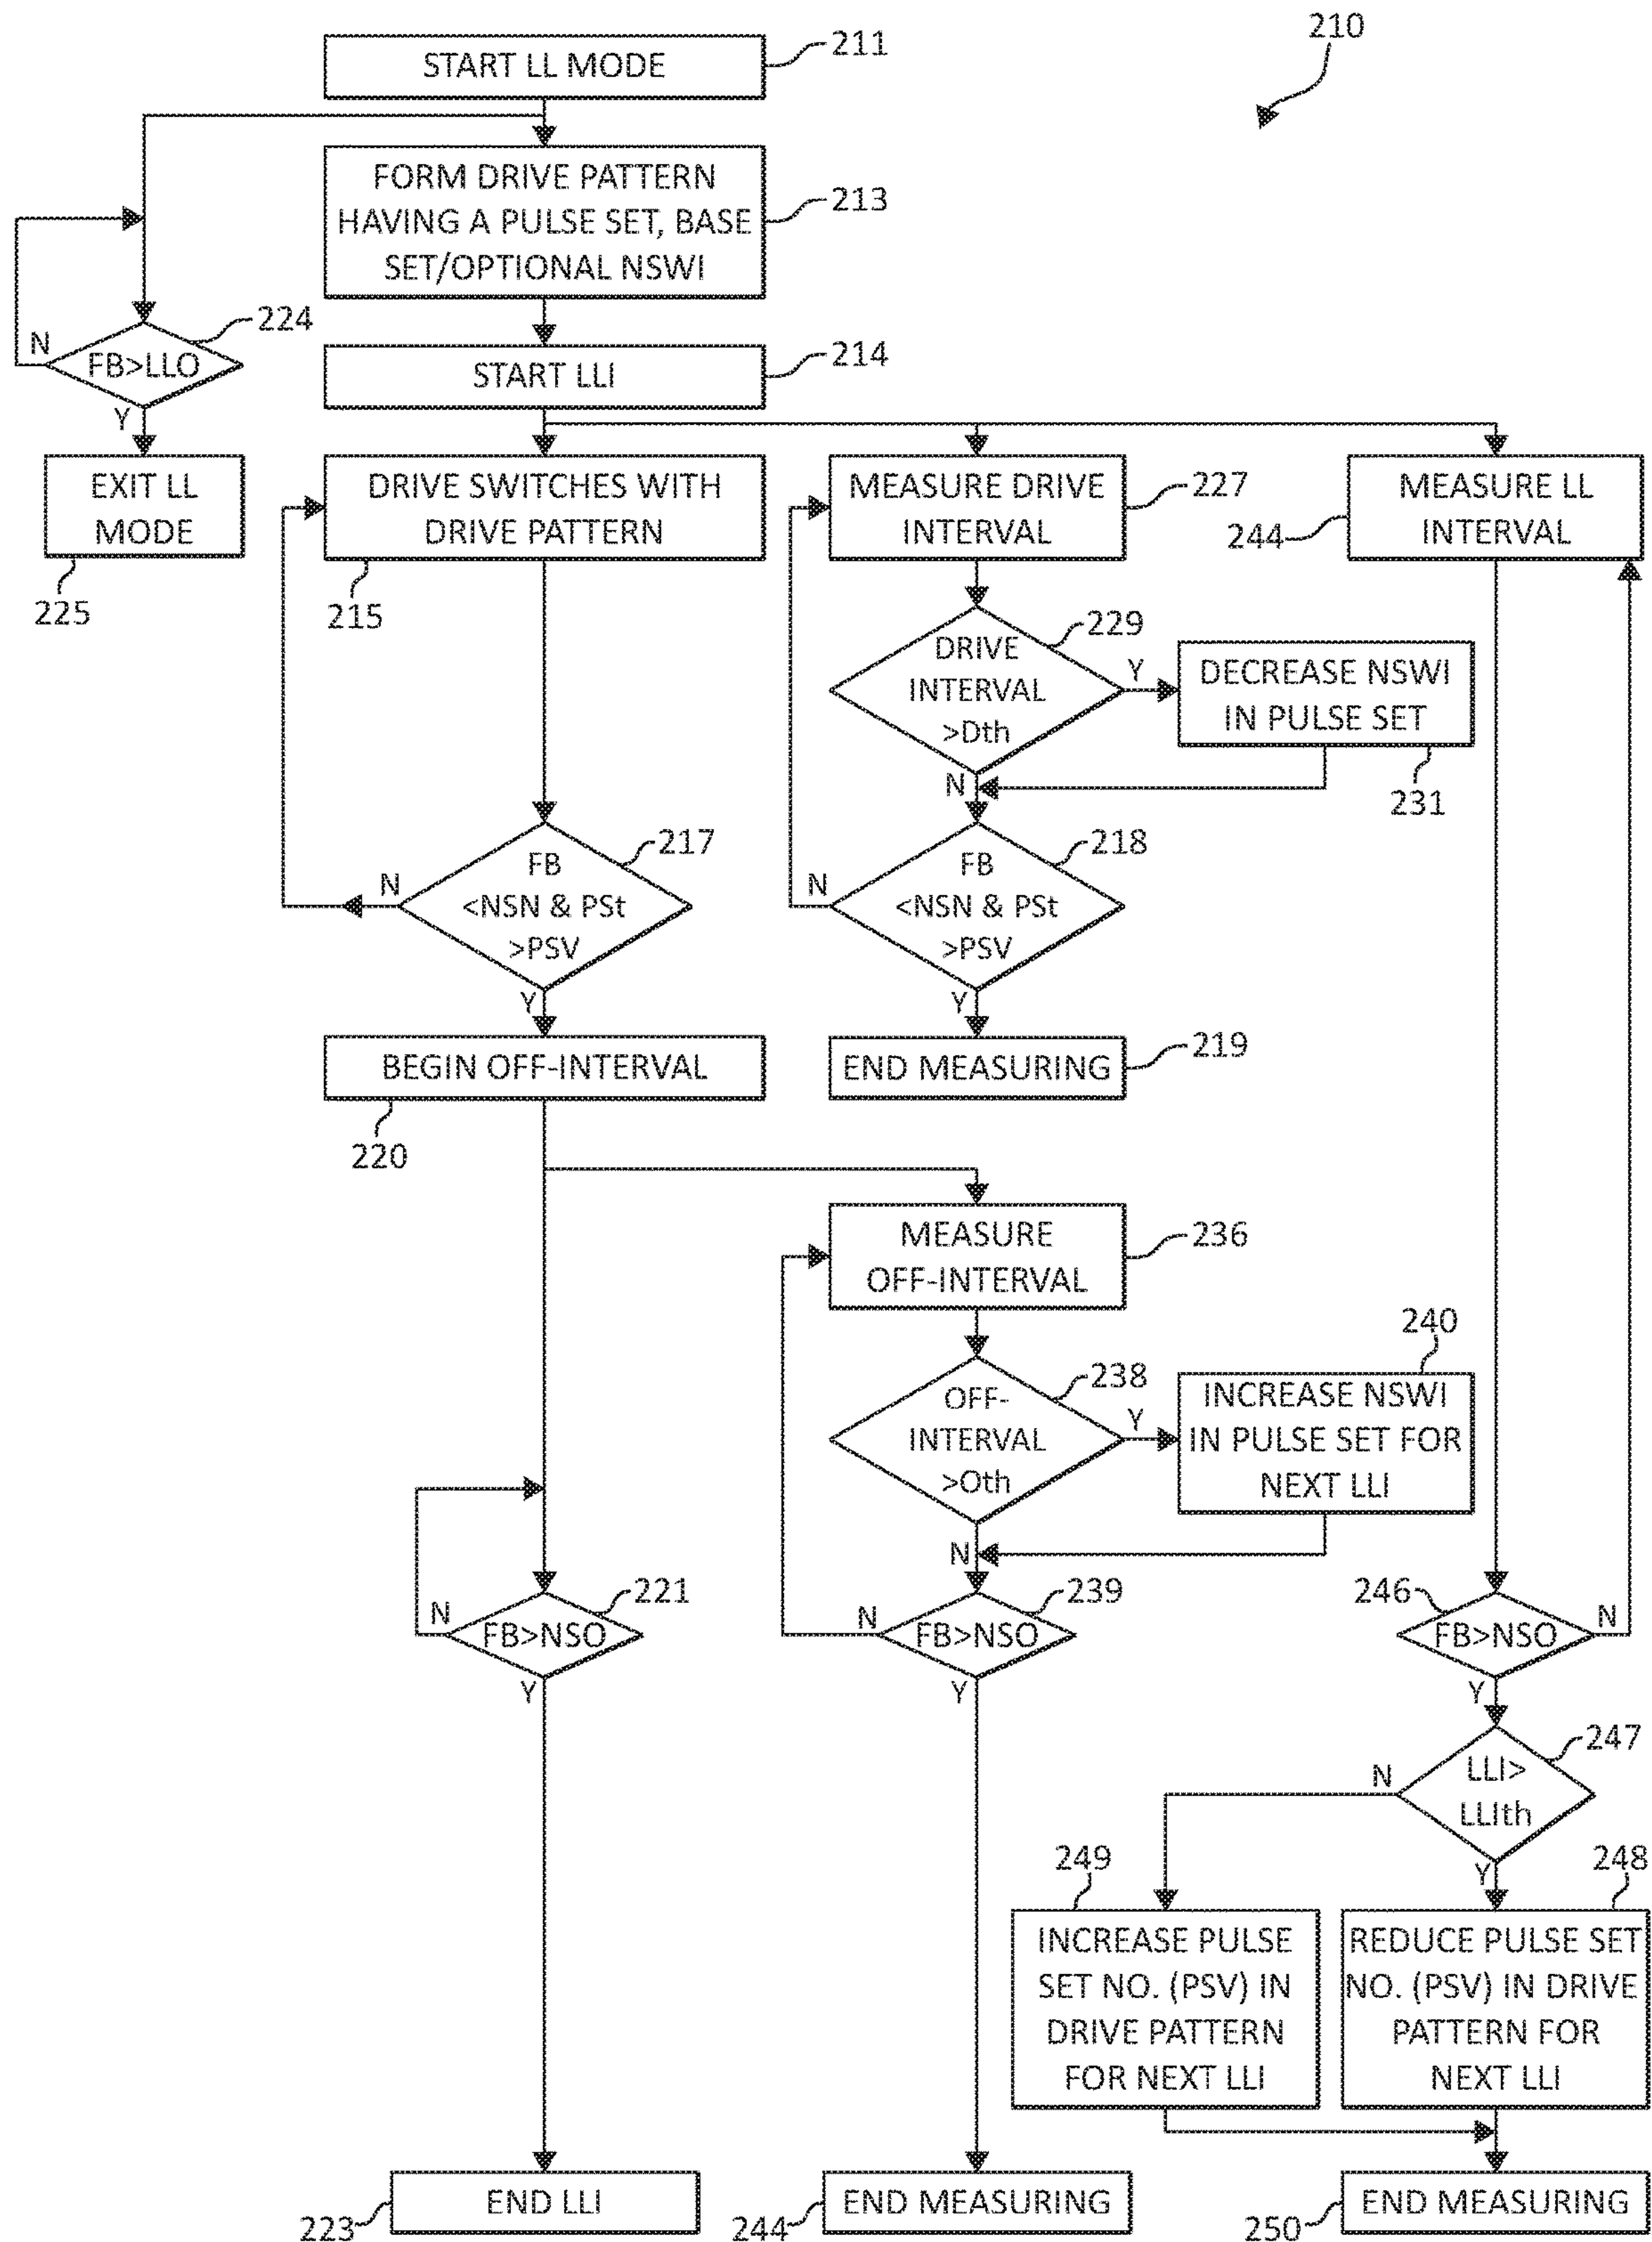 210
START LL MODE
211
FORM DRIVE PATTERN
HAVING A PULSE SET, BASE
SET/OPTIONAL NSWI
213
224
N
FB>LLO
Y
START LLI
214
EXIT LL
MODE
225
DRIVE SWITCHES WITH
DRIVE PATTERN
215
MEASURE DRIVE
INTERVAL
227
MEASURE LL
INTERVAL
244
229
DRIVE
INTERVAL
>Dth
Y
N
DECREASE NSWI
IN PULSE SET
231
217
FB
<NSN & PSt
>PSV
N
Y
218
FB
<NSN & PSt
>PSV
N
Y
BEGIN OFF-INTERVAL
220
END MEASURING
219
MEASURE
OFF-INTERVAL
236
238
OFF-
INTERVAL
>Oth
Y
N
240
INCREASE NSWI
IN PULSE SET FOR
NEXT LLI
221
N
FB>NSO
Y
239
N
FB>NSO
Y
246
FB>NSO
N
Y
247
LLI>
LLIth
N
Y
249
INCREASE PULSE
SET NO. (PSV) IN
DRIVE PATTERN
FOR NEXT LLI
248
REDUCE PULSE SET
NO. (PSV) IN DRIVE
PATTERN FOR
NEXT LLI
END LLI
223
END MEASURING
244
END MEASURING
250